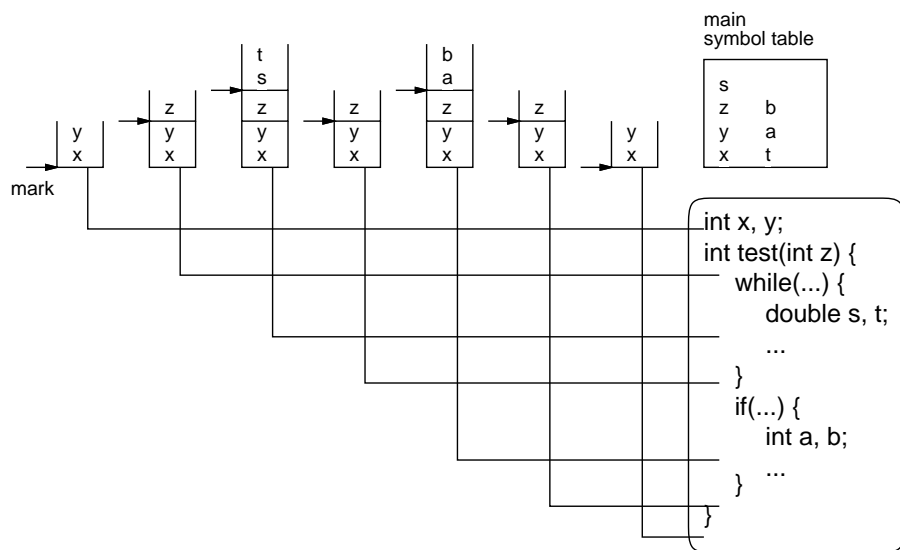 main
symbol table
t
b
s
a
s
z
z
z
z
z
z
b
y
y
y
y
y
y
y
y
a
x
x
x
x
x
x
x
x
t
mark
int x, y;
int test(int z) {
while(...) {
double s, t;
...
}
if(...) {
int a, b;
...
}
}